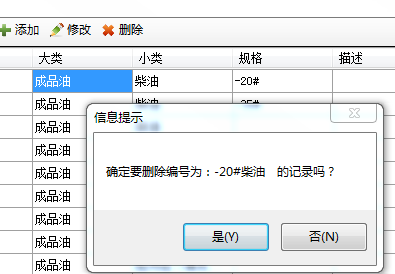 添加 修改 删除
大类 小类 规格 描述
成品油 柴油 -20#
成品油 柴油
成品油
信息提示
成品油
确定要删除编号为：-20#柴油 的记录吗？
成品油
成品油
成品油
是(Y) 否(N)
成品油
成品油